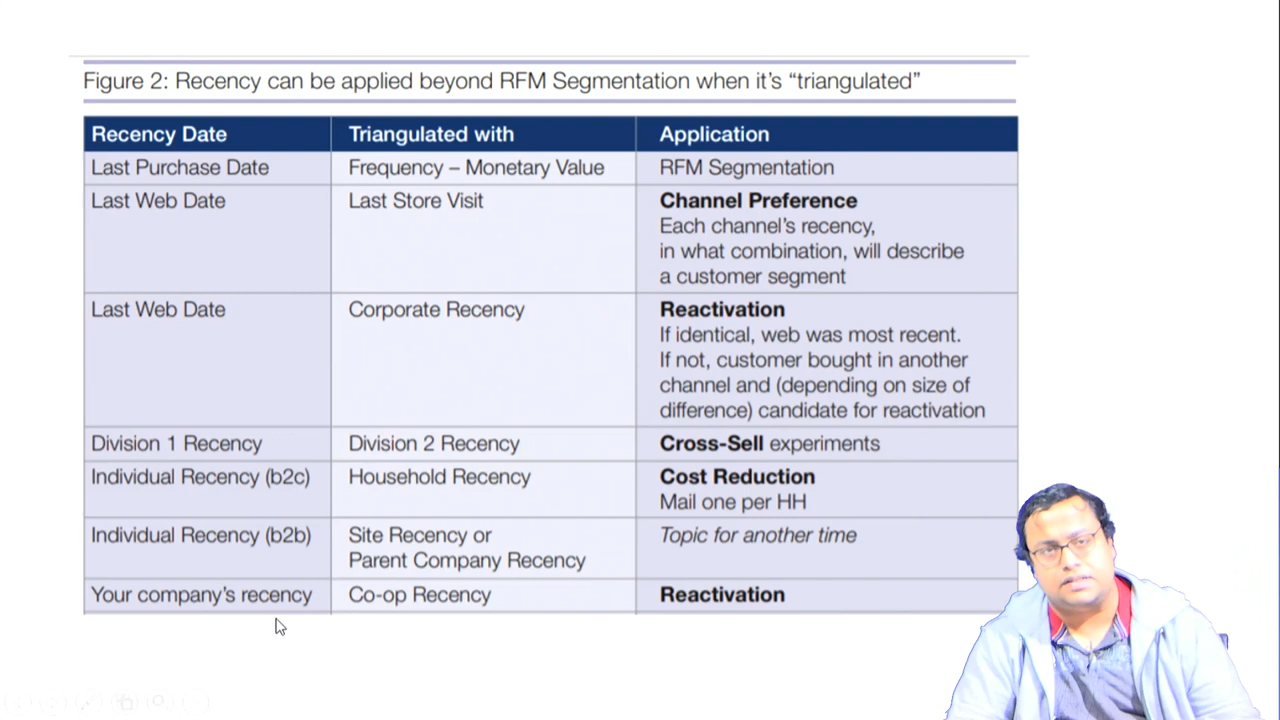 Figure 2: Recency can be applied beyond RFM Segmentation when it's “triangulated”
Recency Date Triangulated with Application
Last Purchase Date Frequency – Monetary Value RFM Segmentation
Last Web Date Last Store Visit Channel Preference
Each channel's recency,
in what combination, will describe
a customer segment
Last Web Date Corporate Recency Reactivation
If identical, web was most recent.
If not, customer bought in another
channel and (depending on size of
difference) candidate for reactivation
Division 1 Recency Division 2 Recency Cross-Sell experiments
Individual Recency (b2c) Household Recency Cost Reduction
Mail one per HH
Individual Recency (b2b) Site Recency or Topic for another time
Parent Company Recency
Your company's recency Co-op Recency Reactivation